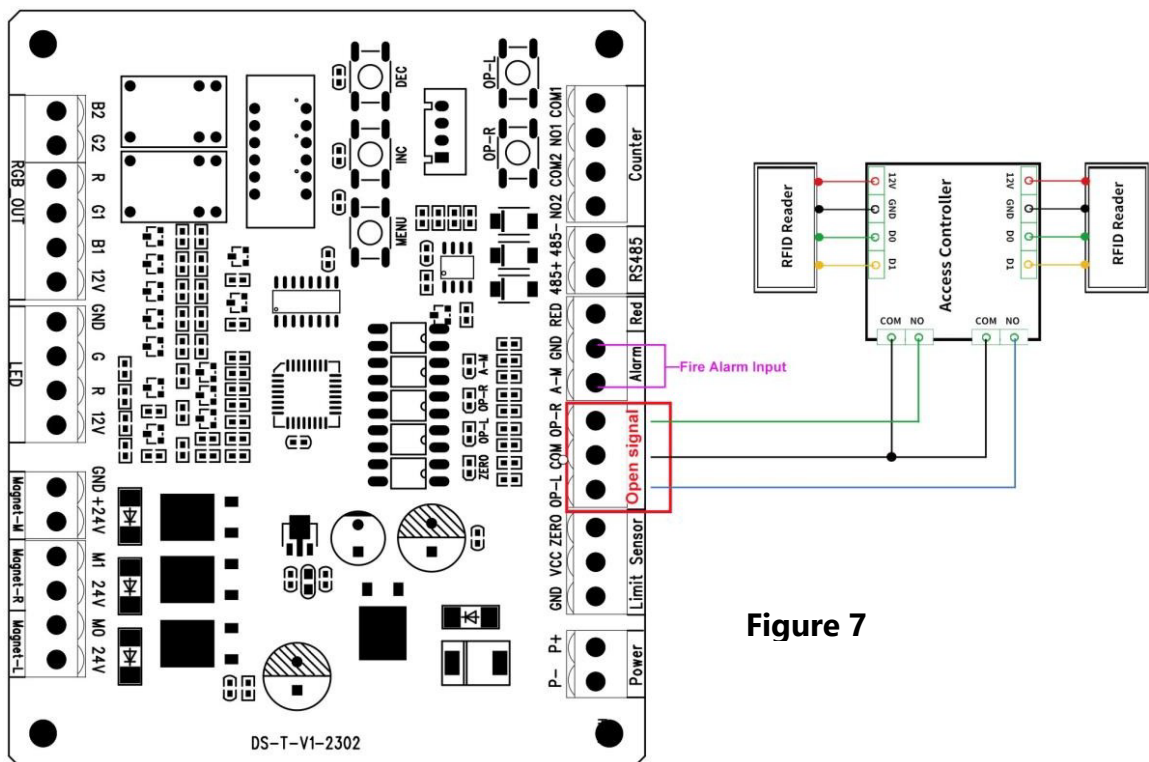 B2
G2
R
G1
B1
12V
RGB_OUT
GND
G
R
12V
LED
GND
+24V
Magnet-M
M1
24V
Magnet-R
M0
24V
Magnet-L
DEC
INC
MENU
OP-L
OP-R
A-M
OP-R
OP-L
ZERO
COM1
NO1
COM2
NO2
Counter
485-
485+
RS485
RED
Red
GND
A-M
Alarm
Fire Alarm Input
OP-R
COM
OP-L
Open signal
ZERO
VCC
GND
Limit Sensor
P+
P-
Power
DS-T-V1-2302
RFID Reader
12V
GND
D0
D1
Access Controller
12V
GND
D0
D1
RFID Reader
COM NO COM NO
Figure 7